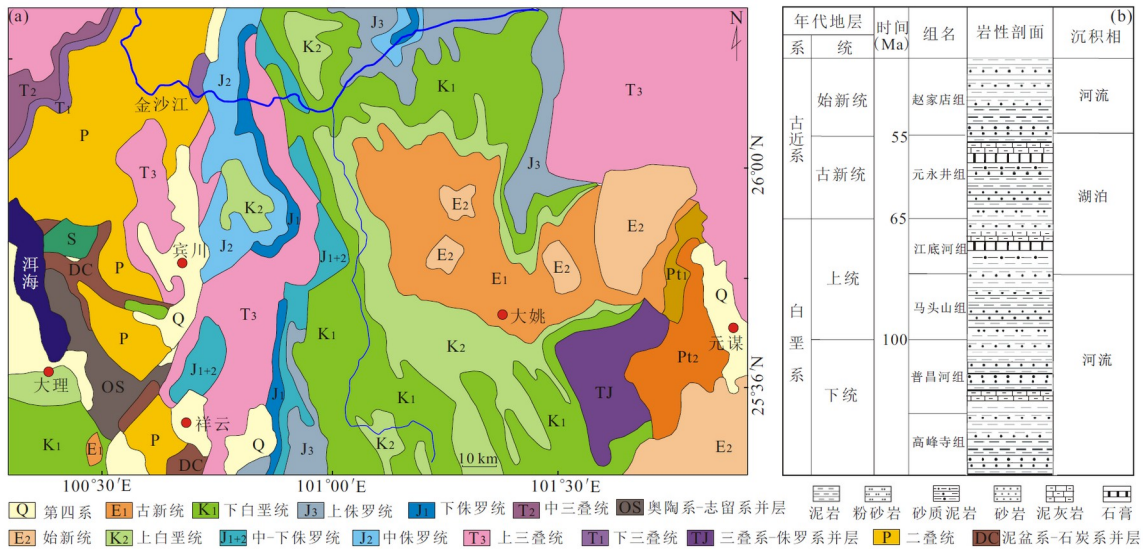 (a)
N
T2
T1
P
金沙江
J2
K2
J3
K1
T3
26°00′N
T3
J3
K2
J1
E2
E2
E2
E2
S
宾川
J2
J1+2
E1
Pt1
洱海
DC
P
Q
T3
K1
大姚
Q
元谋
P
K2
Pt2
大理
OS
J1+2
TJ
25°36′N
祥云
J1
K1
K1
K1
E1
P
DC
Q
J3
K2
10 km
E2
100°30′E
101°00′E
101°30′E
(b)
年代地层
时间
(Ma)
组名
岩性剖面
沉积相
系
统
古近系
始新统
赵家店组
河流
55
古新统
元永井组
湖泊
65
白垩系
上统
江底河组
马头山组
100
河流
下统
普昌河组
高峰寺组
泥岩
粉砂岩
砂质泥岩
砂岩
泥灰岩
石膏
Q 第四系
E1 古新统
K1 下白垩统
J3 上侏罗统
J1 下侏罗统
T2 中三叠统
OS 奥陶系-志留系并层
E2 始新统
K2 上白垩统
J1+2 中-下侏罗统
J2 中侏罗统
T3 上三叠统
T1 下三叠统
TJ 三叠系-侏罗系并层
P 二叠统
DC 泥盆系-石炭系并层